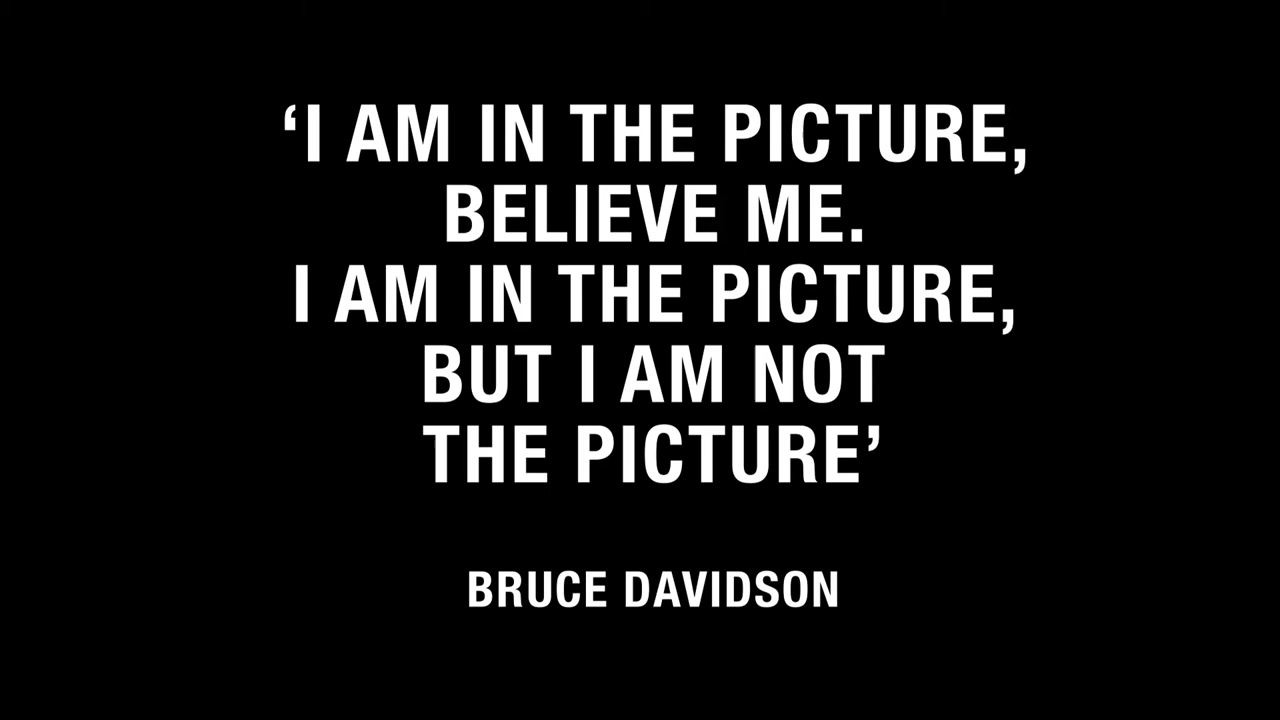 ‘I AM IN THE PICTURE,
BELIEVE ME.
I AM IN THE PICTURE,
BUT I AM NOT
THE PICTURE’
BRUCE DAVIDSON